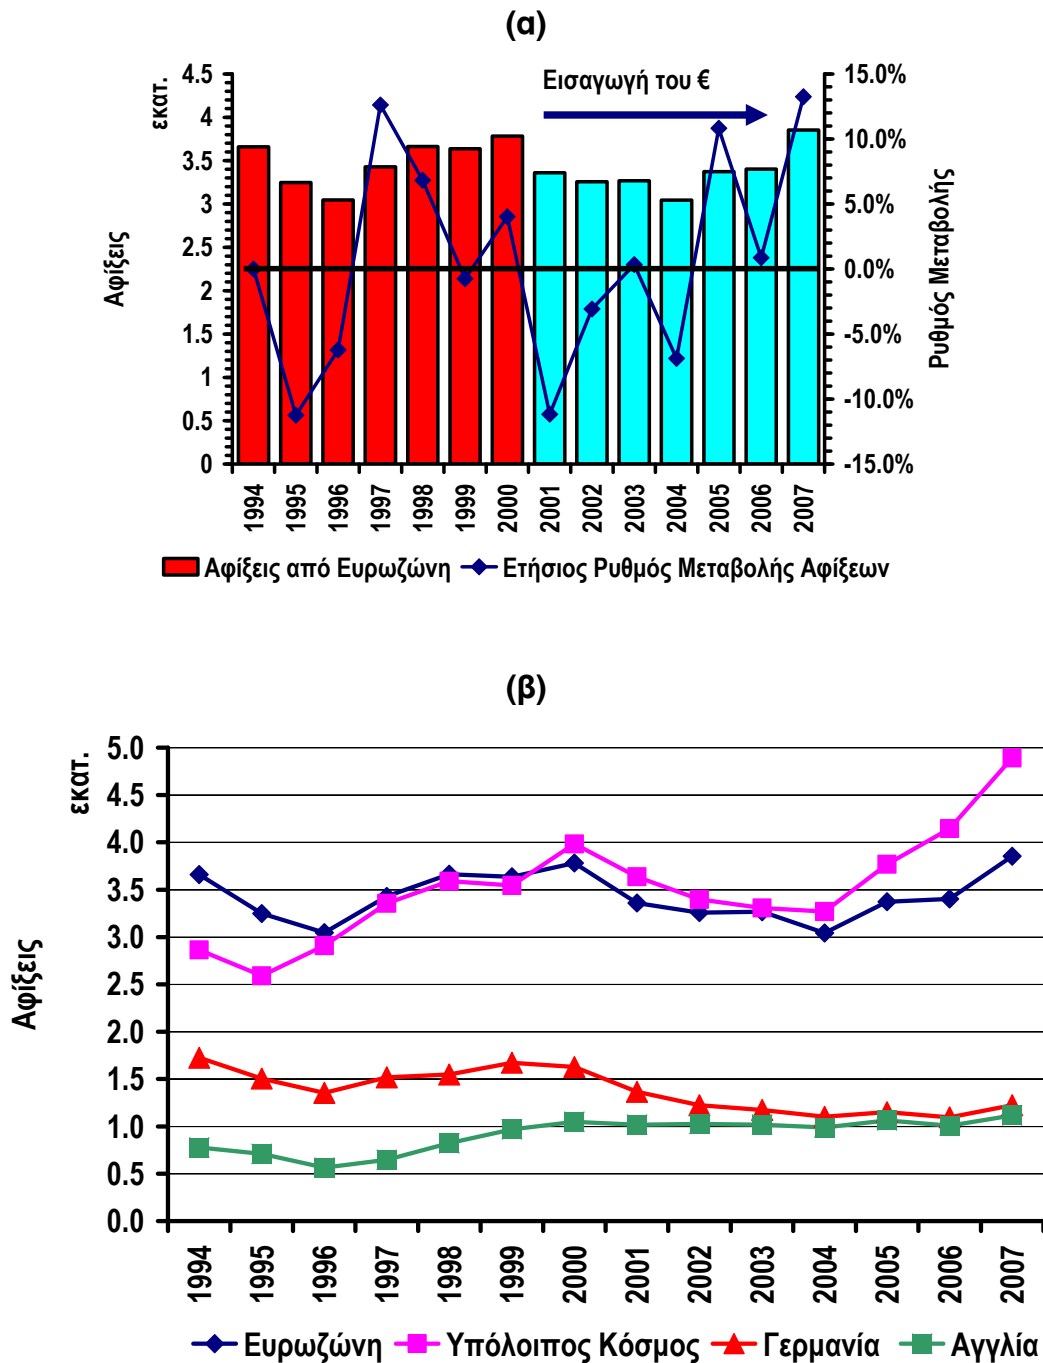 (α)
εκατ.
Αφίξεις
4.5
4
3.5
3
2.5
2
1.5
1
0.5
0
Εισαγωγή του €
15.0%
10.0%
5.0%
0.0%
-5.0%
-10.0%
-15.0%
Ρυθμός Μεταβολής
1994 1995 1996 1997 1998 1999 2000 2001 2002 2003 2004 2005 2006 2007
Αφίξεις από Ευρωζώνη Ετήσιος Ρυθμός Μεταβολής Αφίξεων
(β)
εκατ.
Αφίξεις
5.0
4.5
4.0
3.5
3.0
2.5
2.0
1.5
1.0
0.5
0.0
1994 1995 1996 1997 1998 1999 2000 2001 2002 2003 2004 2005 2006 2007
Ευρωζώνη Υπόλοιπος Κόσμος Γερμανία Αγγλία